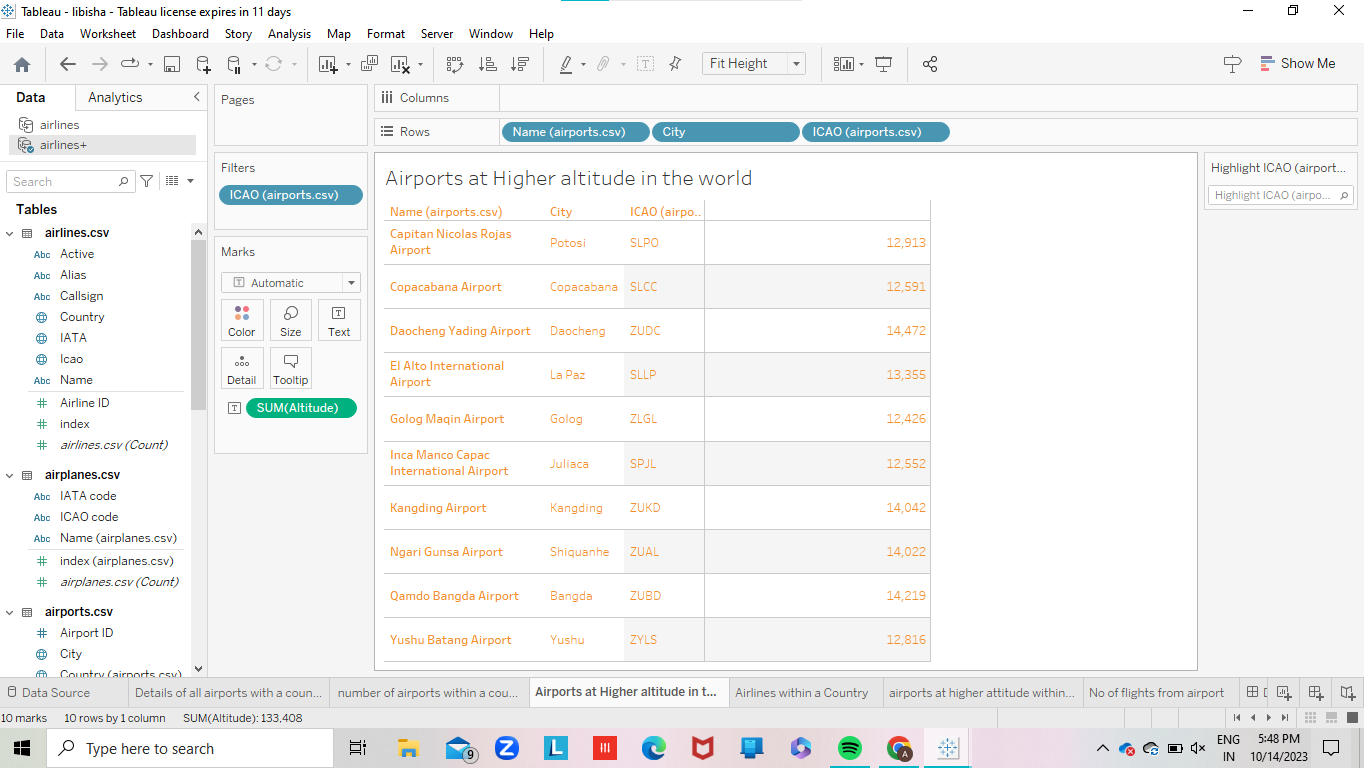 Tableau - libisha - Tableau license expires in 11 days
File Data Worksheet Dashboard Story Analysis Map Format Server Window Help
Fit Height
Show Me
Data Analytics
airlines
airlines+
Search
Tables
airlines.csv
Abc Active
Abc Alias
Abc Callsign
Country
IATA
Icao
Abc Name
Airline ID
index
airlines.csv (Count)
airplanes.csv
Abc IATA code
Abc ICAO code
Abc Name (airplanes.csv)
index (airplanes.csv)
airplanes.csv (Count)
airports.csv
Airport ID
City
Country (airports.csv)
Pages
Filters
ICAO (airports.csv)
Marks
Automatic
Color Size Text
Detail Tooltip
SUM(Altitude)
Columns
Rows Name (airports.csv) City ICAO (airports.csv)
Airports at Higher altitude in the world
Name (airports.csv) City ICAO (airpo..
Capitan Nicolas Rojas
Airport Potosi SLPO 12,913
Copacabana Airport Copacabana SLCC 12,591
Daocheng Yading Airport Daocheng ZUDC 14,472
El Alto International
Airport La Paz SLLP 13,355
Golog Maqin Airport Golog ZLGL 12,426
Inca Manco Capac
International Airport Juliaca SPJL 12,552
Kangding Airport Kangding ZUKD 14,042
Ngari Gunsa Airport Shiquanhe ZUAL 14,022
Qamdo Bangda Airport Bangda ZUBD 14,219
Yushu Batang Airport Yushu ZYLS 12,816
Highlight ICAO (airport...
Highlight ICAO (airpo...
Data Source Details of all airports with a coun... number of airports within a cou... Airports at Higher altitude in t... Airlines within a Country airports at higher altitude within... No of flights from airport
10 marks 10 rows by 1 column SUM(Altitude): 133,408
Type here to search
9
L
A
ENG
IN
5:48 PM
10/14/2023